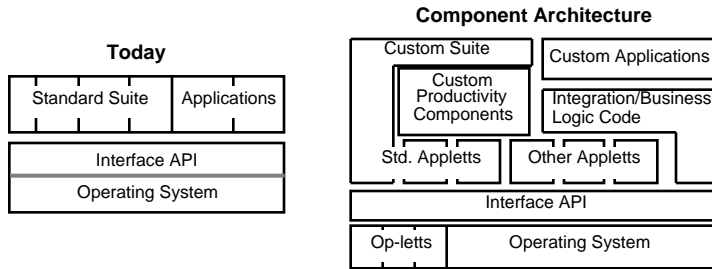 Component Architecture
Today
Standard Suite
Applications
Interface API
Operating System
Custom Suite
Custom Applications
Custom
Productivity
Components
Integration/Business
Logic Code
Std. Appletts
Other Appletts
Interface API
Op-letts
Operating System